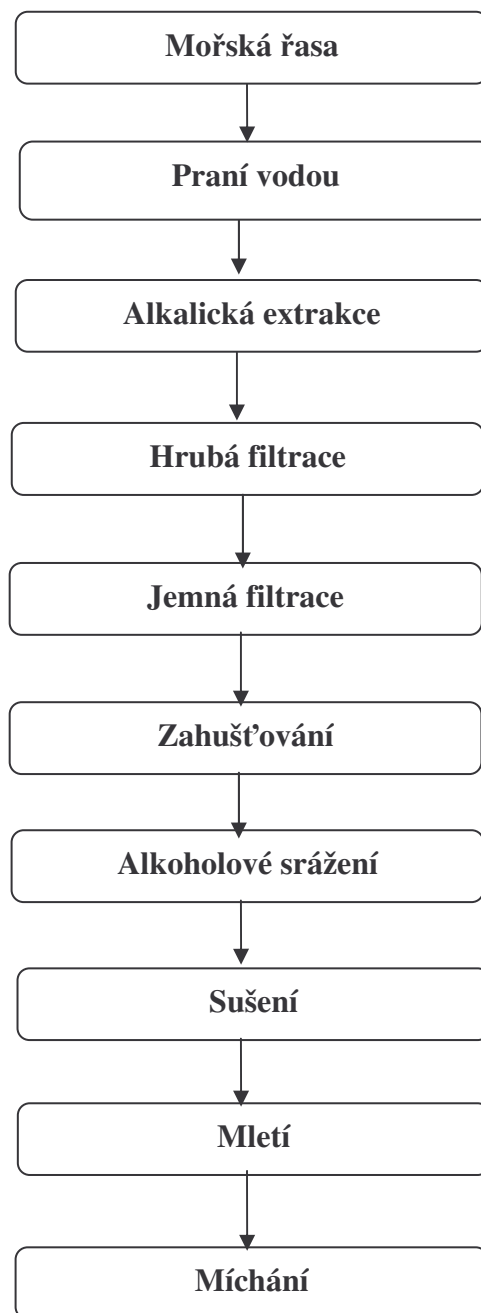 Mořská řasa
Praní vodou
Alkalická extrakce
Hrubá filtrace
Jemná filtrace
Zahušťování
Alkoholové srážení
Sušení
Mletí
Míchání